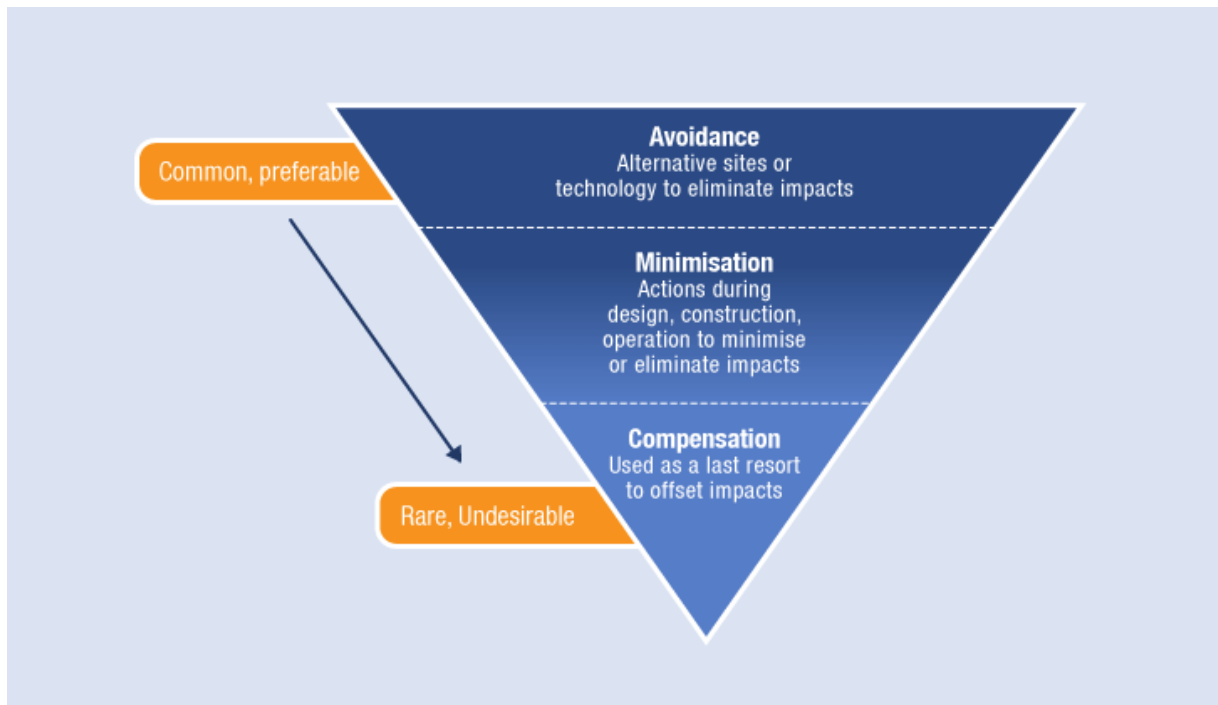 Avoidance
Alternative sites or
technology to eliminate impacts
Common, preferable
Minimisation
Actions during
design, construction,
operation to minimise
or eliminate impacts
Compensation
Used as a last resort
to offset impacts
Rare, Undesirable